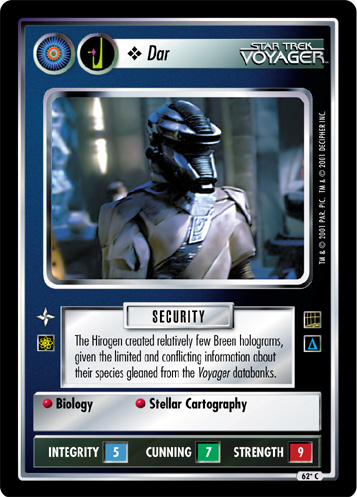 ❖ Dar
STAR TREK
VOYAGER™
TM & © 2001 PAR. PIC. TM & © 2001 DECIPHER INC.
SECURITY
The Hirogen created relatively few Breen holograms,
given the limited and conflicting information about
their species gleaned from the Voyager databanks.
Biology
Stellar Cartography
INTEGRITY 5 CUNNING 7 STRENGTH 9
62* C